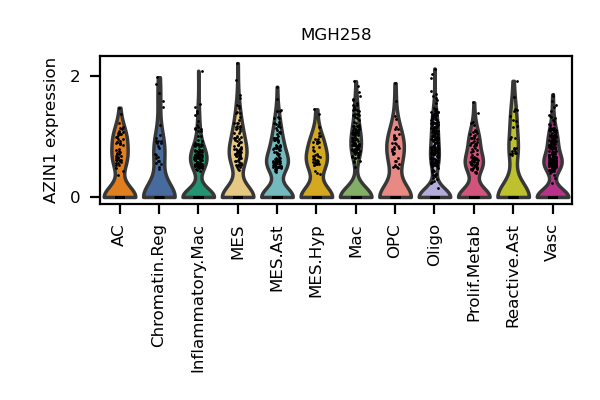 MGH258
AZIN1 expression
2
0
AC
Chromatin.Reg
Inflammatory.Mac
MES
MES.Ast
MES.Hyp
Mac
OPC
Oligo
Prolif.Metab
Reactive.Ast
Vasc